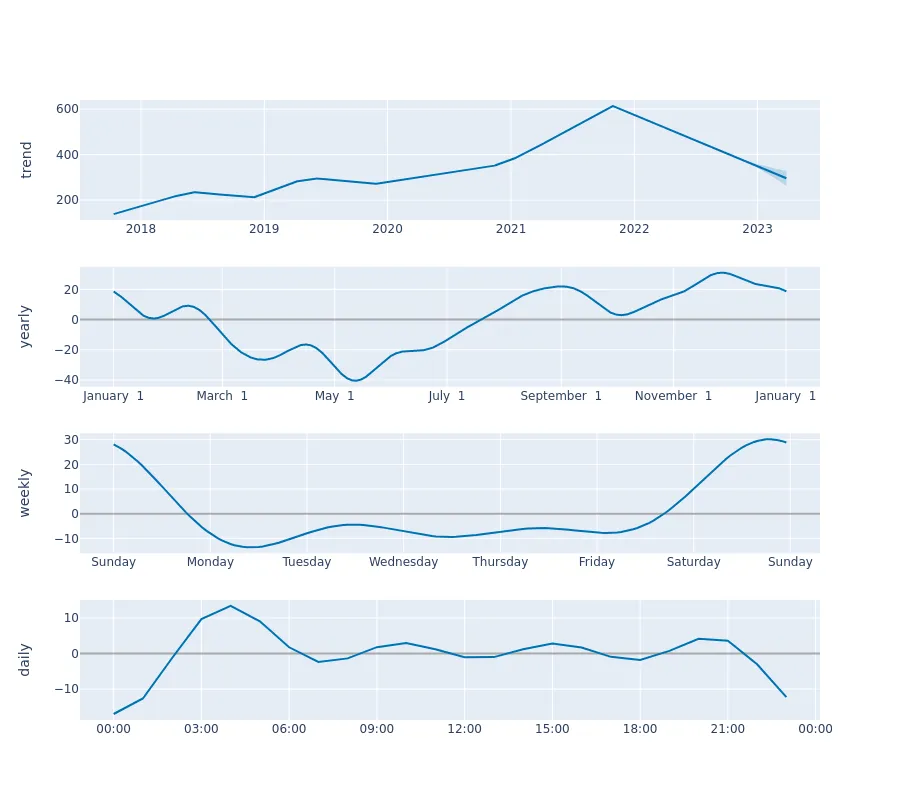 trend
600
400
200
2018 2019 2020 2021 2022 2023
yearly
20
0
−20
−40
January 1 March 1 May 1 July 1 September 1 November 1 January 1
weekly
30
20
10
0
−10
Sunday Monday Tuesday Wednesday Thursday Friday Saturday Sunday
daily
10
0
−10
00:00 03:00 06:00 09:00 12:00 15:00 18:00 21:00 00:00